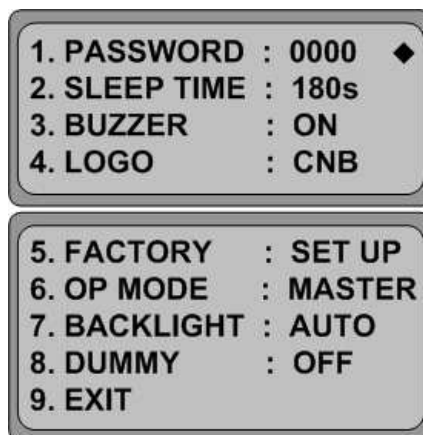 1. PASSWORD : 0000 ◆
2. SLEEP TIME : 180s
3. BUZZER : ON
4. LOGO : CNB
5. FACTORY : SET UP
6. OP MODE : MASTER
7. BACKLIGHT : AUTO
8. DUMMY : OFF
9. EXIT